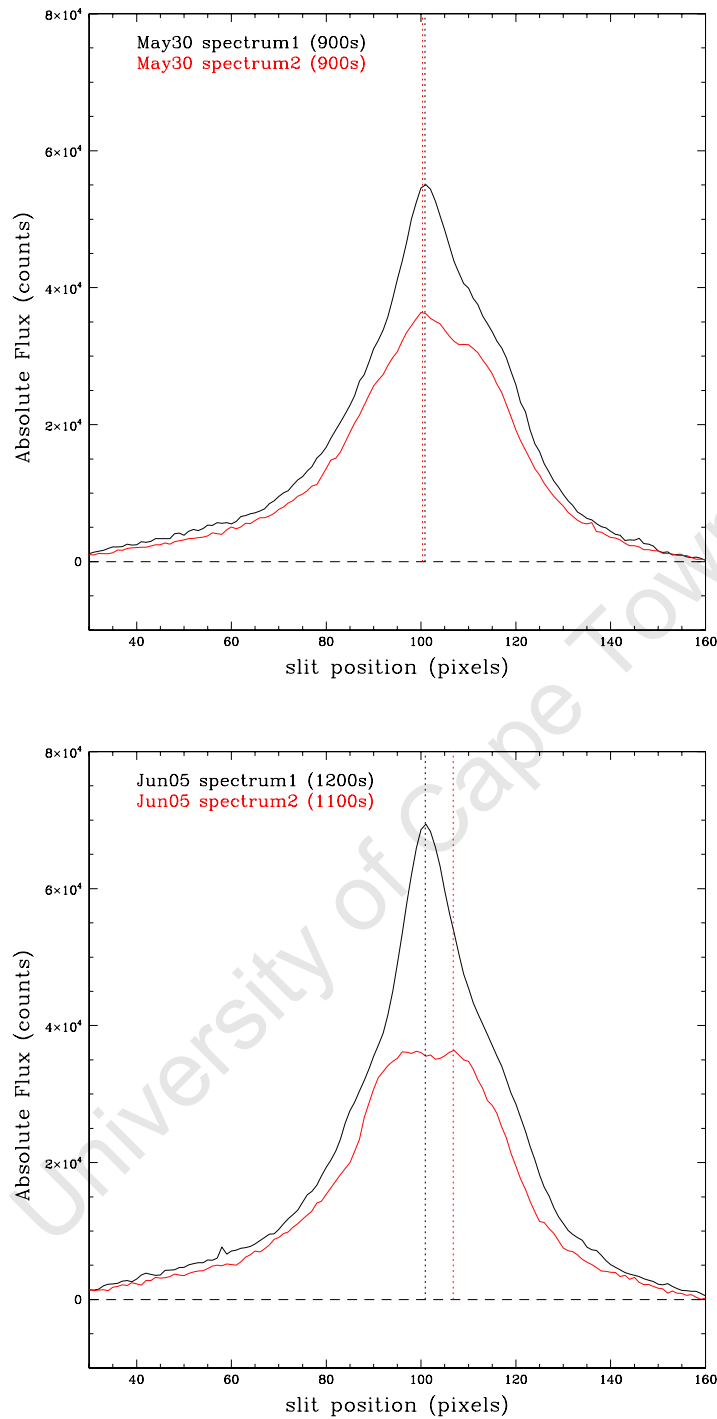 8×10⁴
May30 spectrum1 (900s)
May30 spectrum2 (900s)
6×10⁴
4×10⁴
2×10⁴
0
Absolute Flux (counts)
40 60 80 100 120 140 160
slit position (pixels)
8×10⁴
Jun05 spectrum1 (1200s)
Jun05 spectrum2 (1100s)
6×10⁴
4×10⁴
2×10⁴
0
Absolute Flux (counts)
40 60 80 100 120 140 160
slit position (pixels)
University of Cape Town